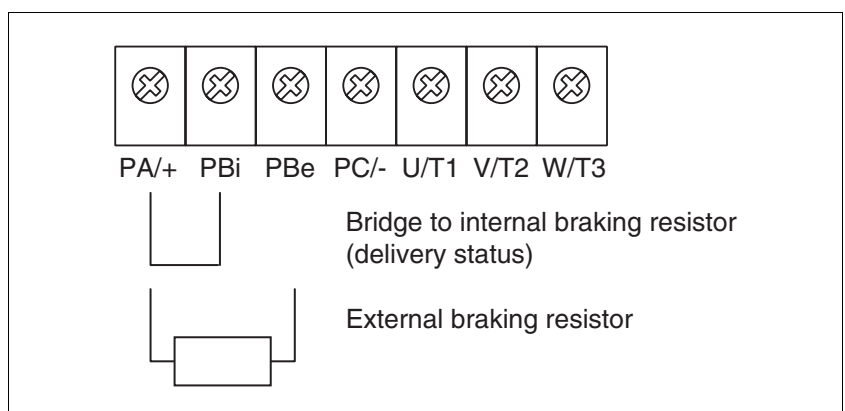 PA/+ PBi PBe PC/- U/T1 V/T2 W/T3
Bridge to internal braking resistor
(delivery status)
External braking resistor